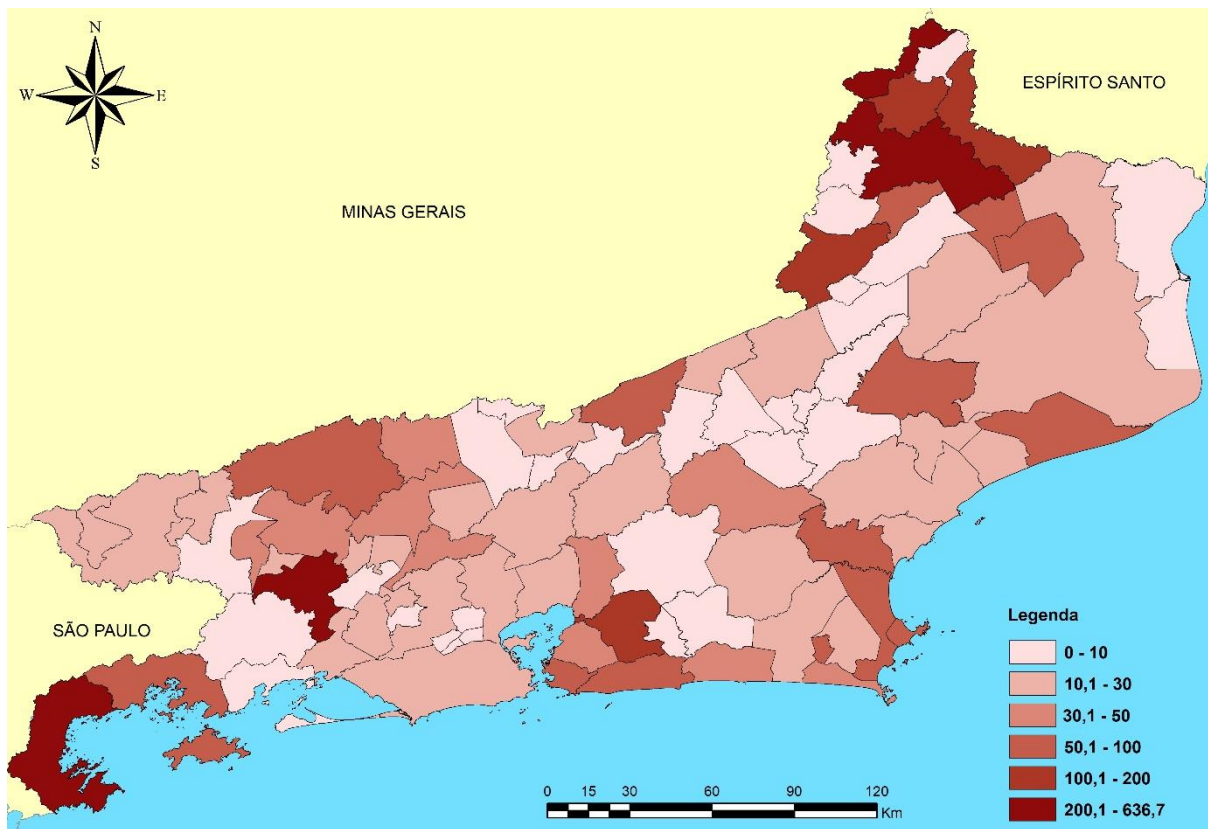 N
W
E
S
ESPÍRITO SANTO
MINAS GERAIS
SÃO PAULO
Legenda
0 - 10
10,1 - 30
30,1 - 50
50,1 - 100
100,1 - 200
200,1 - 636,7
0 15 30 60 90 120
Km